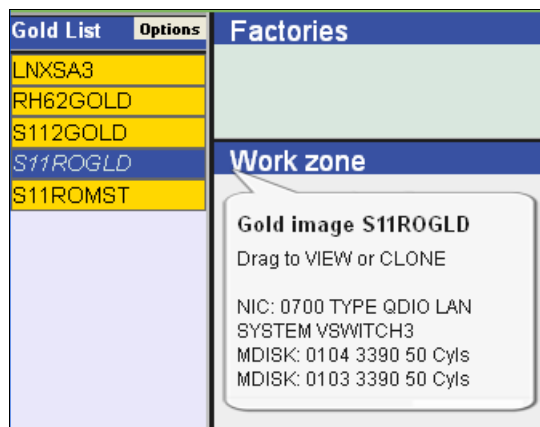 Gold List
Options
LNXSA3
RH62GOLD
S112GOLD
S11ROGLD
S11ROMST
Factories
Work zone
Gold image S11ROGLD
Drag to VIEW or CLONE
NIC: 0700 TYPE QDIO LAN
SYSTEM VSWITCH3
MDISK: 0104 3390 50 Cyls
MDISK: 0103 3390 50 Cyls